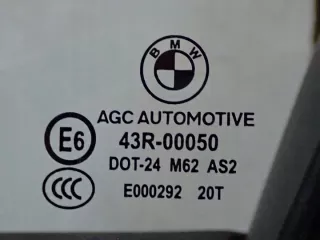 BMW
AGC AUTOMOTIVE
E6 43R-00050
DOT-24 M62 AS2
CCC E000292 20T